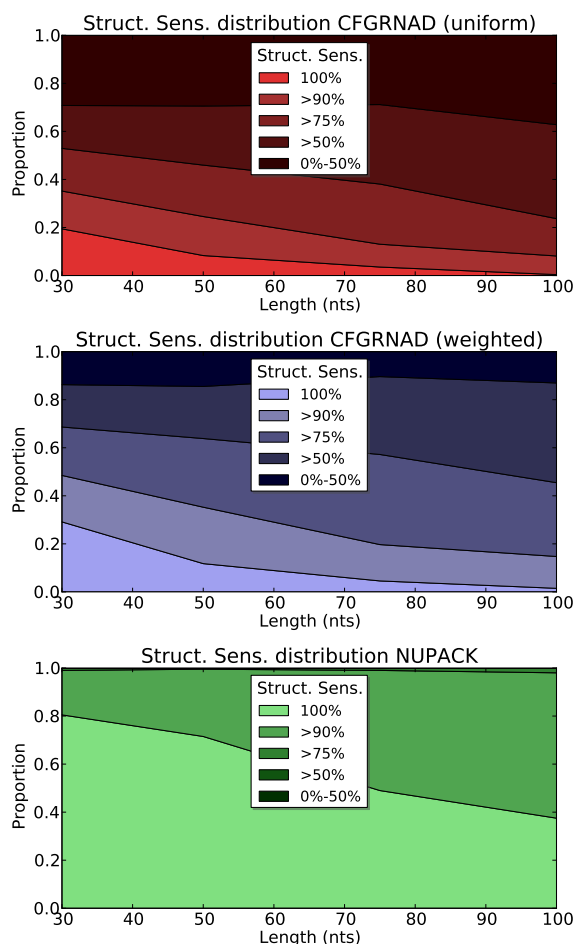 Struct. Sens. distribution CFGRNAD (uniform)
1.0
0.8
0.6
0.4
0.2
0.0
Proportion
Struct. Sens.
100%
>90%
>75%
>50%
0%-50%
30 40 50 60 70 80 90 100
Length (nts)
Struct. Sens. distribution CFGRNAD (weighted)
1.0
0.8
0.6
0.4
0.2
0.0
Proportion
Struct. Sens.
100%
>90%
>75%
>50%
0%-50%
30 40 50 60 70 80 90 100
Length (nts)
Struct. Sens. distribution NUPACK
1.0
0.8
0.6
0.4
0.2
0.0
Proportion
Struct. Sens.
100%
>90%
>75%
>50%
0%-50%
30 40 50 60 70 80 90 100
Length (nts)